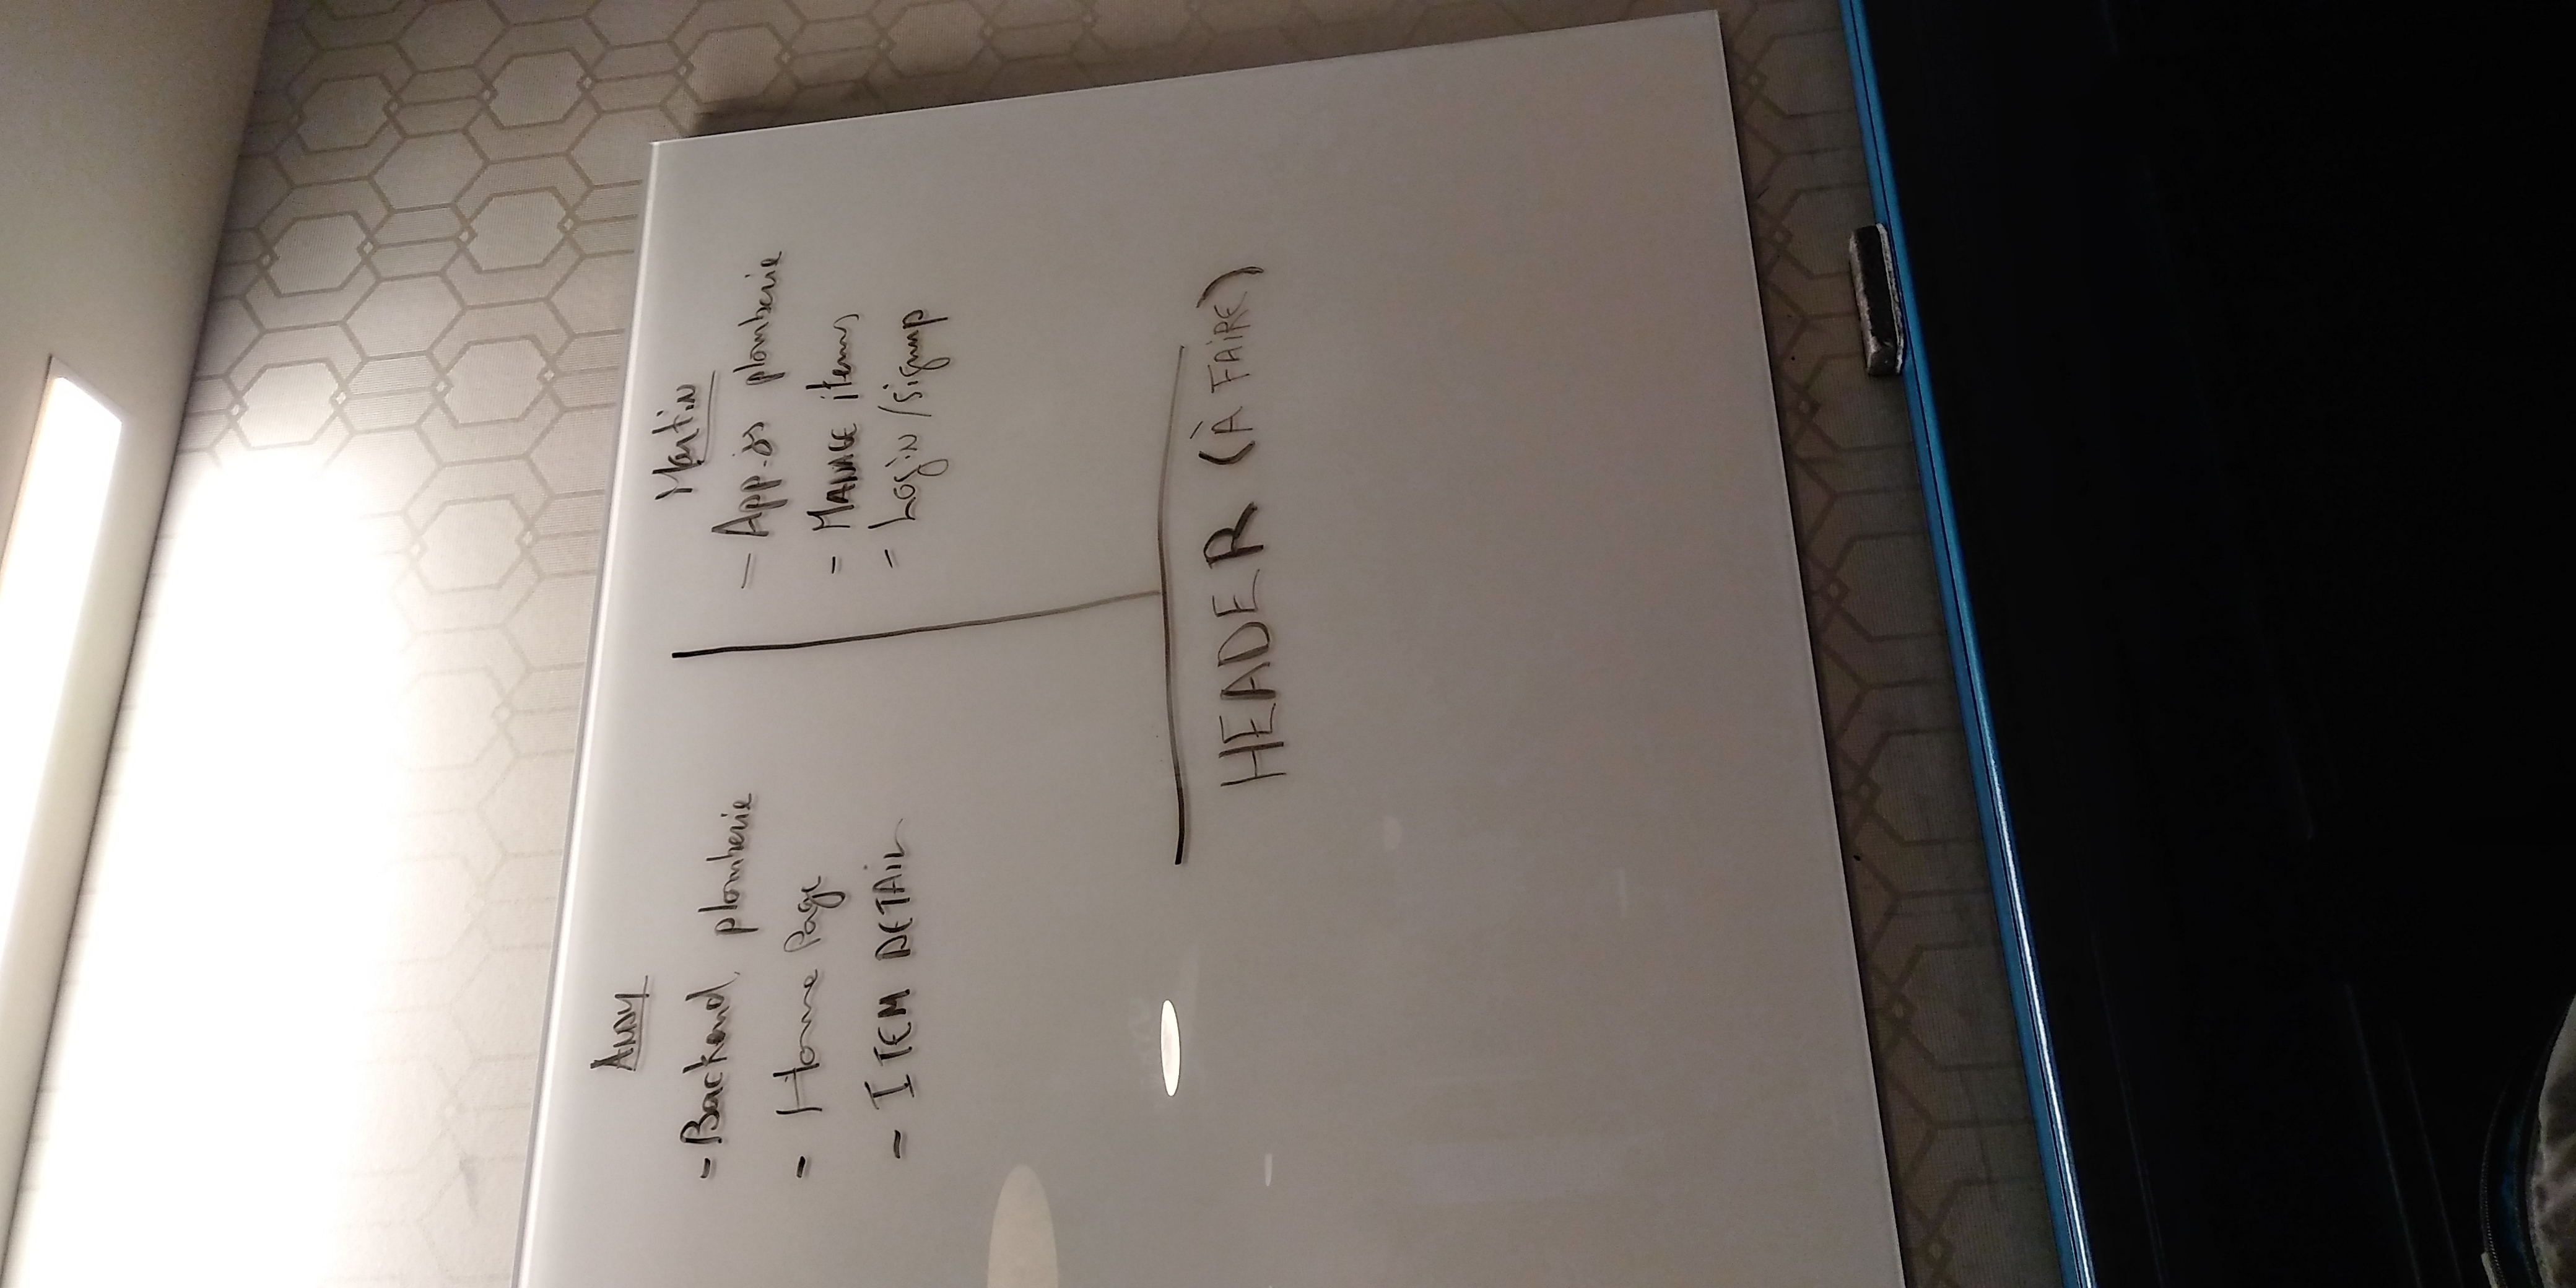 Andy
- Backend plomberie
- Home Page
- ITEM DETAIL
Martin
- App.js plomberie
- MANAGE items
- Login/signup
HEADER (À FAIRE)